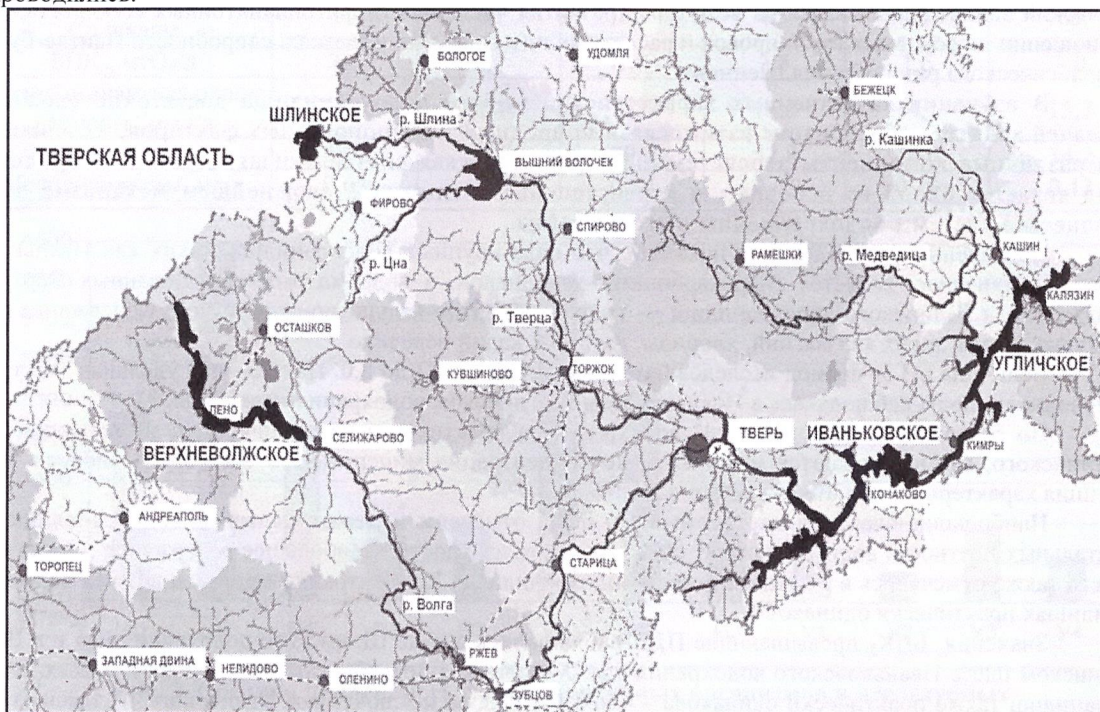 роводились.
БОЛОГОЕ
УДОМЛЯ
БЕЖЕЦК
ШЛИНСКОЕ
р. Шлина
р. Кашинка
ТВЕРСКАЯ ОБЛАСТЬ
ВЫШНИЙ ВОЛОЧЕК
ФИРОВО
СПИРОВО
КАШИН
РАМЕШКИ
р. Медведица
р. Цна
КАЛЯЗИН
р. Тверца
ОСТАШКОВ
УГЛИЧСКОЕ
КУВШИНОВО
ТОРЖОК
ПЕНО
СЕЛИЖАРОВО
ТВЕРЬ
ИВАНЬКОВСКОЕ
КИМРЫ
ВЕРХНЕВОЛЖСКОЕ
КОНАКОВО
АНДРЕАПОЛЬ
ТОРОПЕЦ
СТАРИЦА
р. Волга
РЖЕВ
ЗАПАДНАЯ ДВИНА
НЕЛИДОВО
ОЛЕНИНО
ЗУБЦОВ